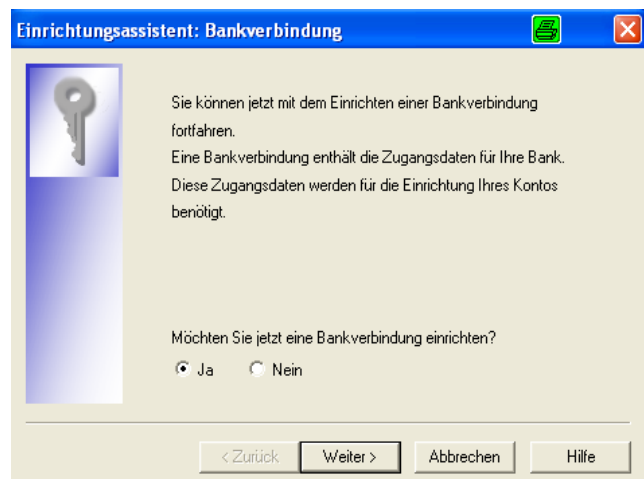 Einrichtungsassistent: Bankverbindung
Sie können jetzt mit dem Einrichten einer Bankverbindung
fortfahren.
Eine Bankverbindung enthält die Zugangsdaten für Ihre Bank.
Diese Zugangsdaten werden für die Einrichtung Ihres Kontos
benötigt.
Möchten Sie jetzt eine Bankverbindung einrichten?
Ja Nein
< Zurück Weiter > Abbrechen Hilfe